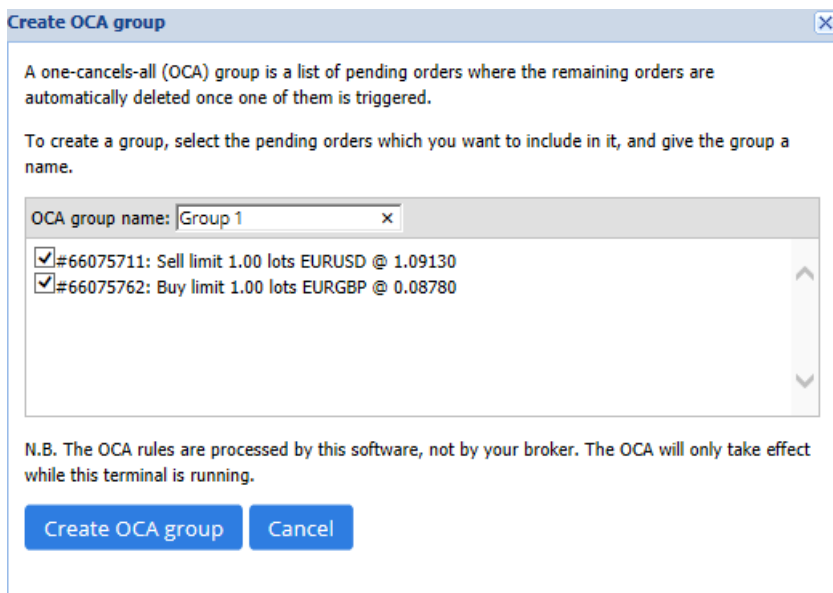 Create OCA group
A one-cancels-all (OCA) group is a list of pending orders where the remaining orders are
automatically deleted once one of them is triggered.
To create a group, select the pending orders which you want to include in it, and give the group a
name.
OCA group name: Group 1
#66075711: Sell limit 1.00 lots EURUSD @ 1.09130
#66075762: Buy limit 1.00 lots EURGBP @ 0.08780
N.B. The OCA rules are processed by this software, not by your broker. The OCA will only take effect
while this terminal is running.
Create OCA group Cancel